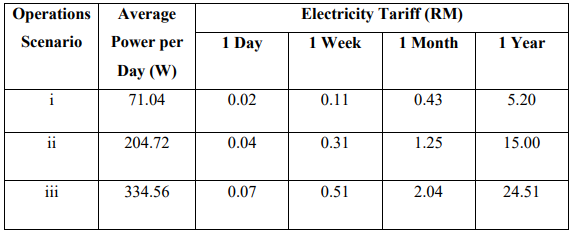 Operations Scenario Average Power per Day (W) Electricity Tariff (RM)
1 Day 1 Week 1 Month 1 Year
i 71.04 0.02 0.11 0.43 5.20
ii 204.72 0.04 0.31 1.25 15.00
iii 334.56 0.07 0.51 2.04 24.51